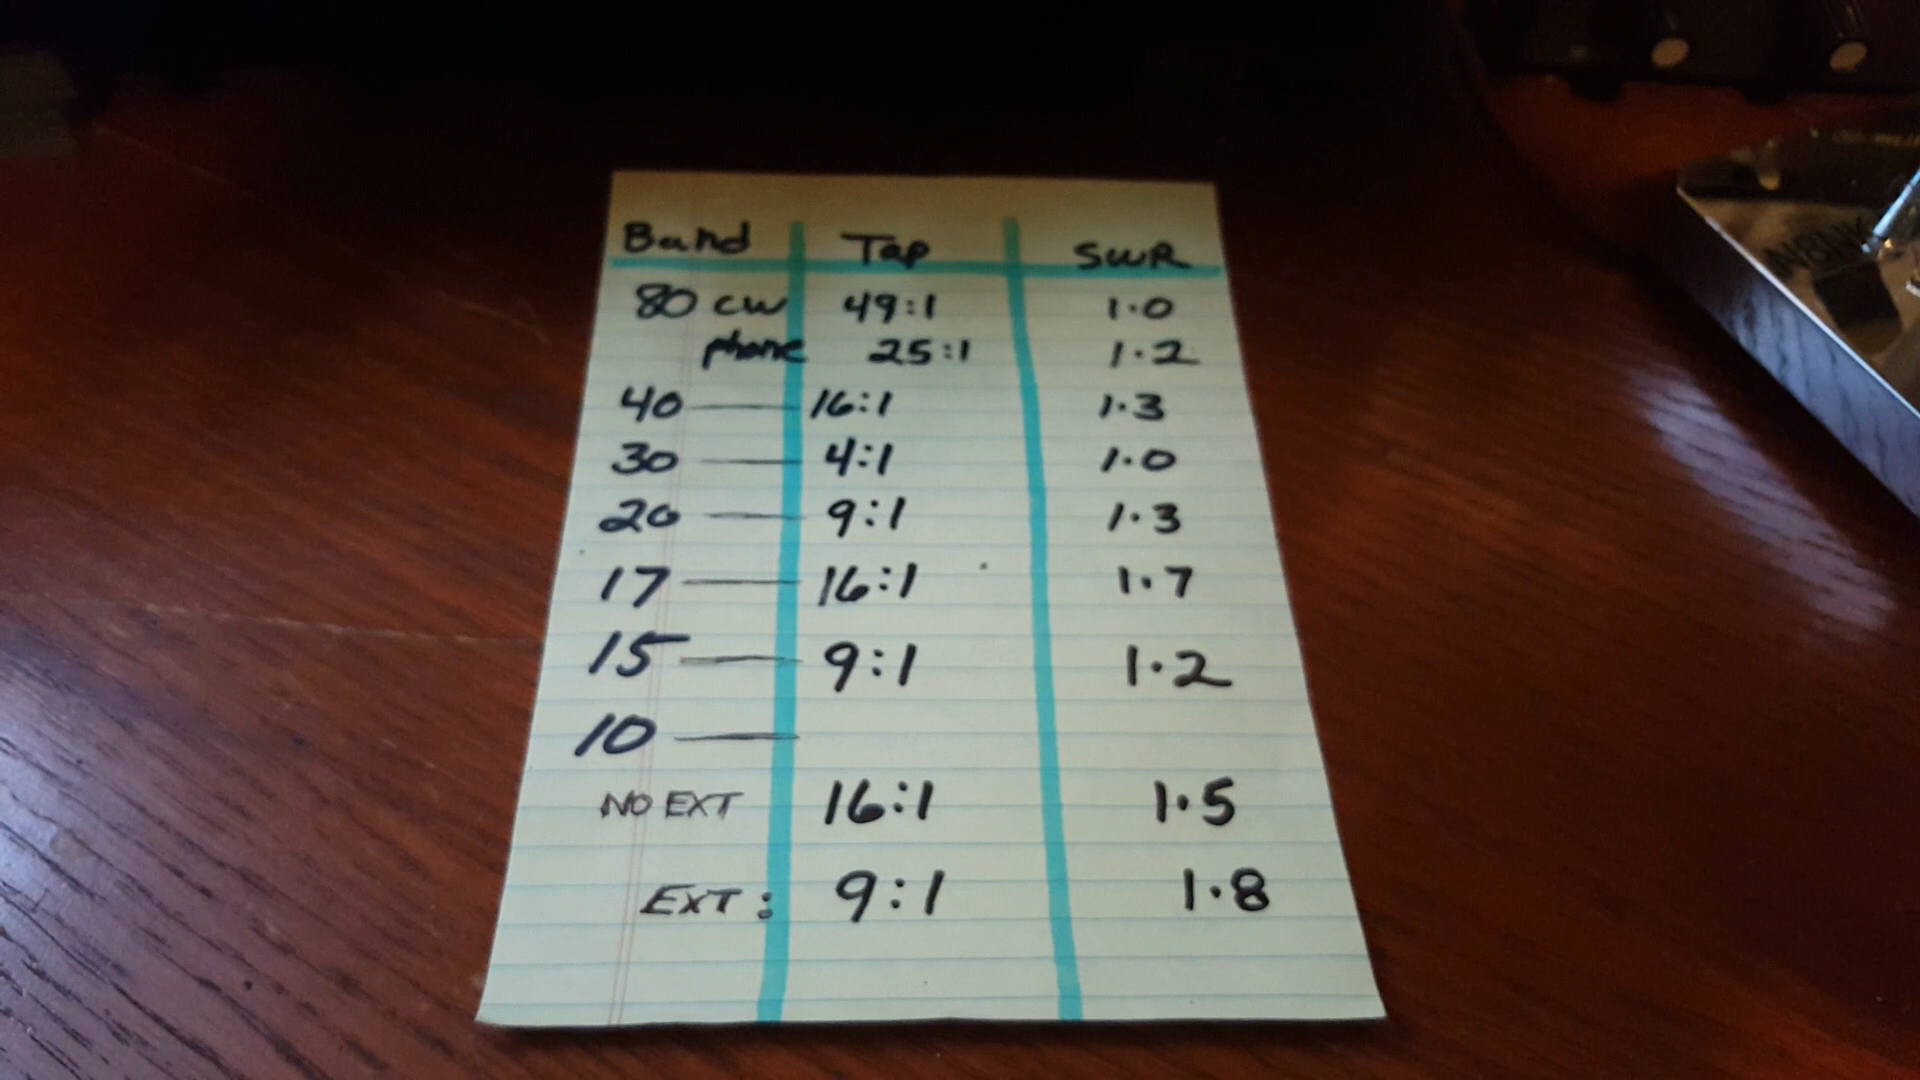 Band Tap SWR
80 CW 49:1 1.0
phone 25:1 1.2
40 — 16:1 1.3
30 — 4:1 1.0
20 — 9:1 1.3
17 — 16:1 1.7
15 — 9:1 1.2
10 —
NO EXT 16:1 1.5
EXT: 9:1 1.8